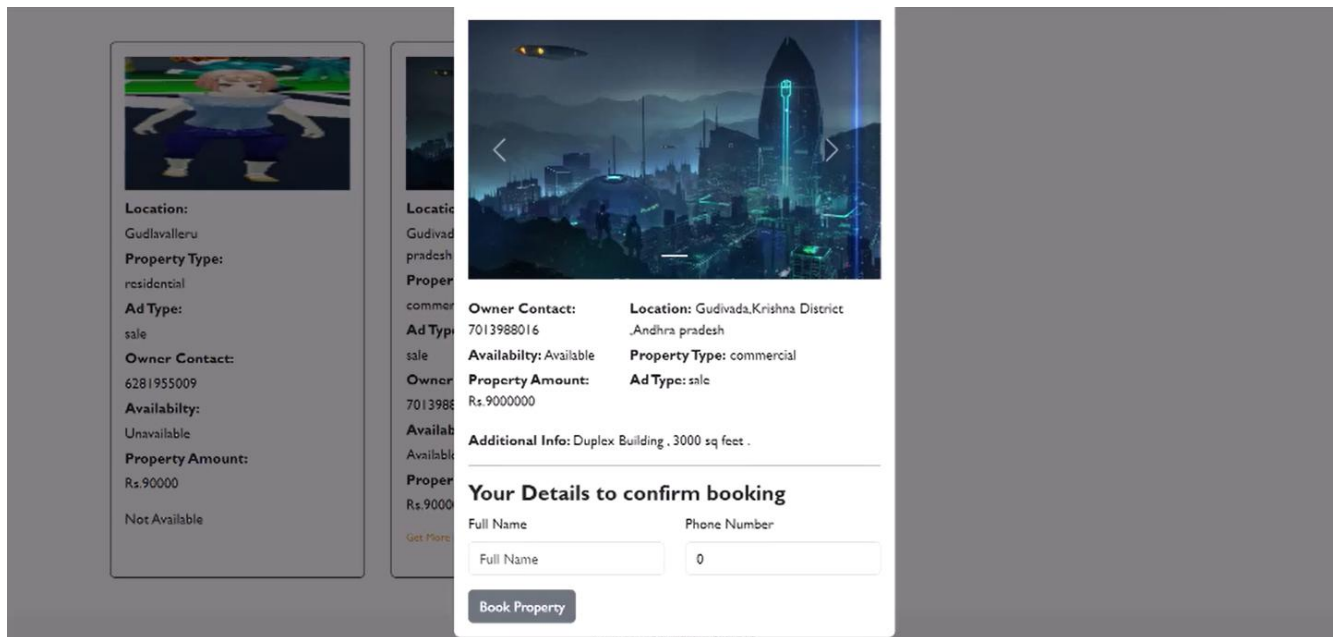 Location:
Gudlavalleru
Property Type:
residential
Ad Type:
sale
Owner Contact:
6281955009
Availabilty:
Unavailable
Property Amount:
Rs.90000
Not Available
Locatio
Gudivad
pradesh
Proper
commer
Ad Typ
sale
Owner
701398
Availab
Availabl
Proper
Rs.9000
Get More
Owner Contact:
7013988016
Availabilty: Available
Property Amount:
Rs.9000000
Location: Gudivada,Krishna District
,Andhra pradesh
Property Type: commercial
Ad Type: sale
Additional Info: Duplex Building , 3000 sq feet .
Your Details to confirm booking
Full Name
Phone Number
Full Name
0
Book Property